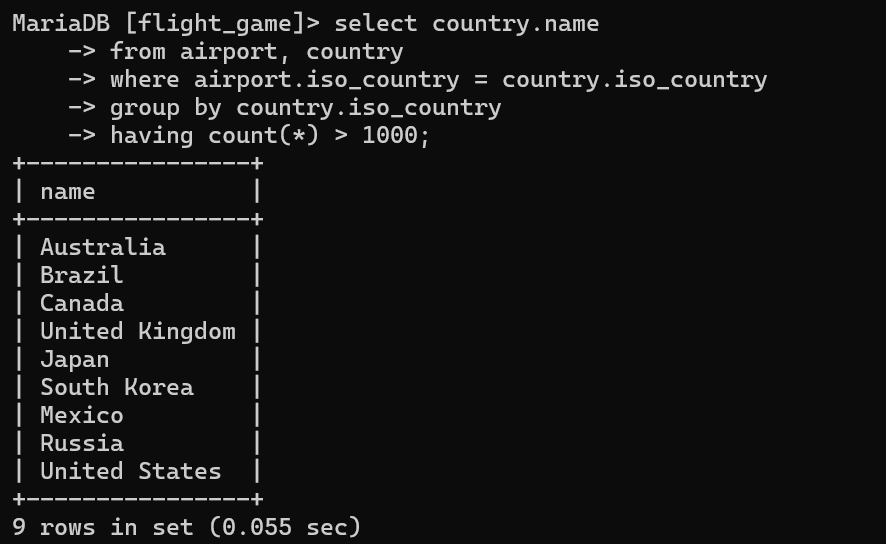 MariaDB [flight_game]> select country.name
    -> from airport, country
    -> where airport.iso_country = country.iso_country
    -> group by country.iso_country
    -> having count(*) > 1000;
+----------------+
| name           |
+----------------+
| Australia      |
| Brazil         |
| Canada         |
| United Kingdom |
| Japan          |
| South Korea    |
| Mexico         |
| Russia         |
| United States  |
+----------------+
9 rows in set (0.055 sec)